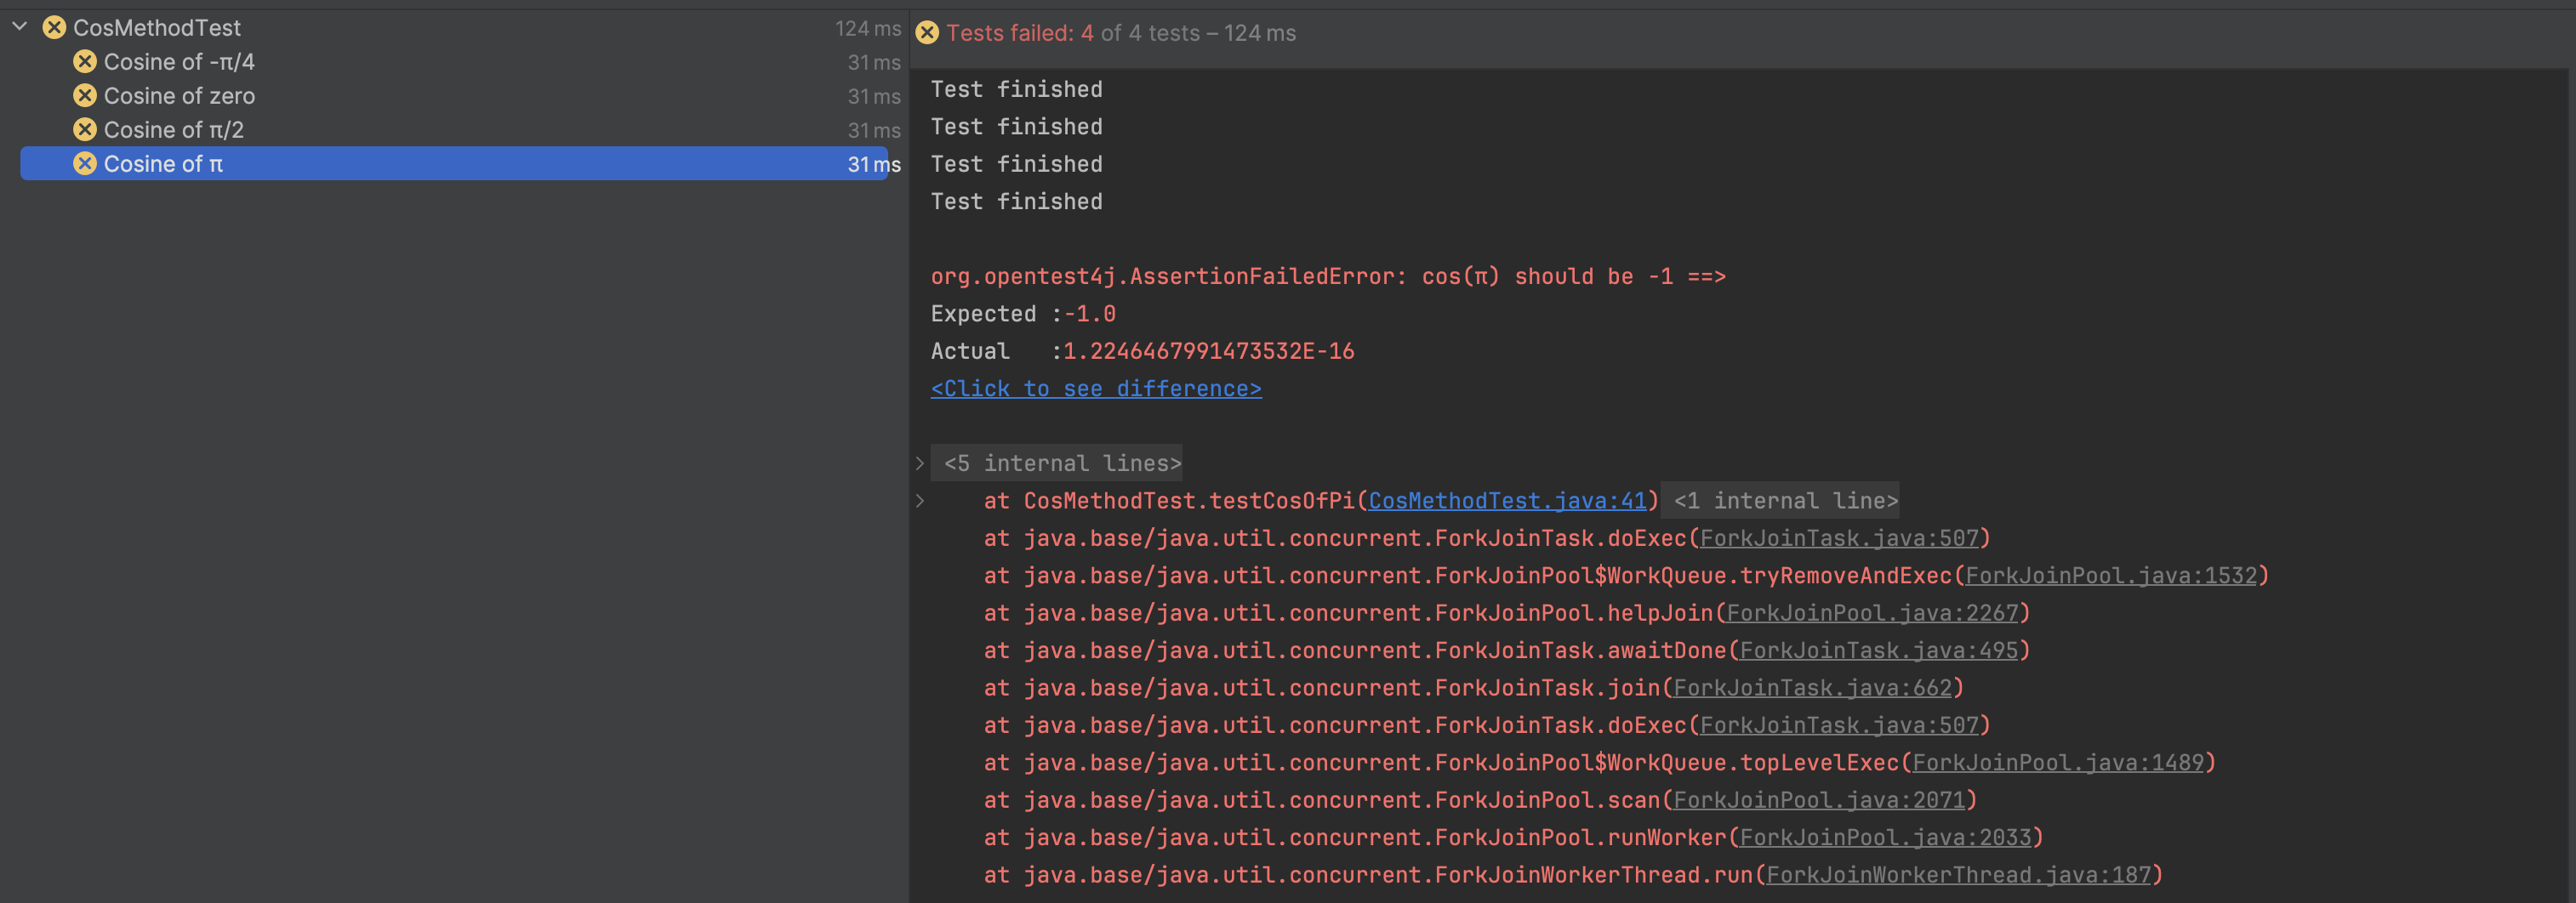 CosMethodTest 124 ms
Cosine of -π/4 31 ms
Cosine of zero 31 ms
Cosine of π/2 31 ms
Cosine of π 31 ms
Tests failed: 4 of 4 tests – 124 ms
Test finished
Test finished
Test finished
Test finished
org.opentest4j.AssertionFailedError: cos(π) should be -1 ==>
Expected :-1.0
Actual   :1.2246467991473532E-16
<Click to see difference>
<5 internal lines>
at CosMethodTest.testCosOfPi(CosMethodTest.java:41) <1 internal line>
at java.base/java.util.concurrent.ForkJoinTask.doExec(ForkJoinTask.java:507)
at java.base/java.util.concurrent.ForkJoinPool$WorkQueue.tryRemoveAndExec(ForkJoinPool.java:1532)
at java.base/java.util.concurrent.ForkJoinPool.helpJoin(ForkJoinPool.java:2267)
at java.base/java.util.concurrent.ForkJoinTask.awaitDone(ForkJoinTask.java:495)
at java.base/java.util.concurrent.ForkJoinTask.join(ForkJoinTask.java:662)
at java.base/java.util.concurrent.ForkJoinTask.doExec(ForkJoinTask.java:507)
at java.base/java.util.concurrent.ForkJoinPool$WorkQueue.topLevelExec(ForkJoinPool.java:1489)
at java.base/java.util.concurrent.ForkJoinPool.scan(ForkJoinPool.java:2071)
at java.base/java.util.concurrent.ForkJoinPool.runWorker(ForkJoinPool.java:2033)
at java.base/java.util.concurrent.ForkJoinWorkerThread.run(ForkJoinWorkerThread.java:187)